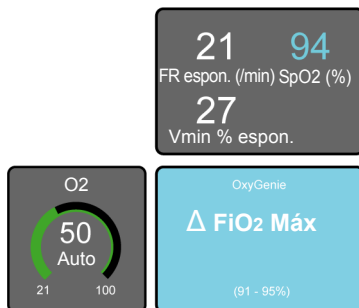 21 94
FR espon. (/min) SpO2 (%)
27
Vmin % espon.
O2
50
Auto
21 100
OxyGenie
Δ FiO2 Máx
(91 - 95%)